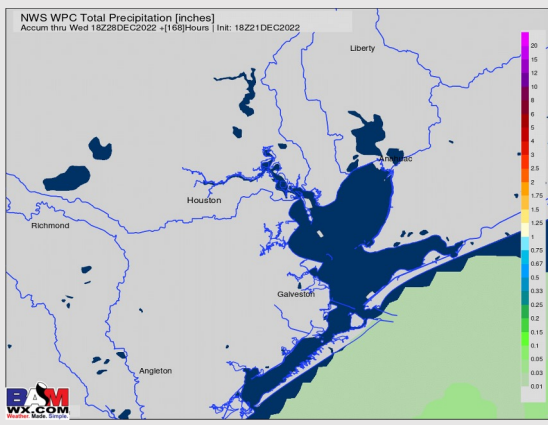 NWS WPC Total Precipitation [inches]
Accum thru Wed 18Z28DEC2022 +[168]Hours | Init: 18Z21DEC2022
Liberty
Anahuac
Houston
Richmond
Galveston
Angleton
20
15
12
10
8
6
5
4
3
2.5
2
1.75
1.5
1.25
1
0.75
0.67
0.5
0.33
0.25
0.2
0.15
0.1
0.05
0.03
0.01
BAM
WX.COM
Weather. Made. Simple.